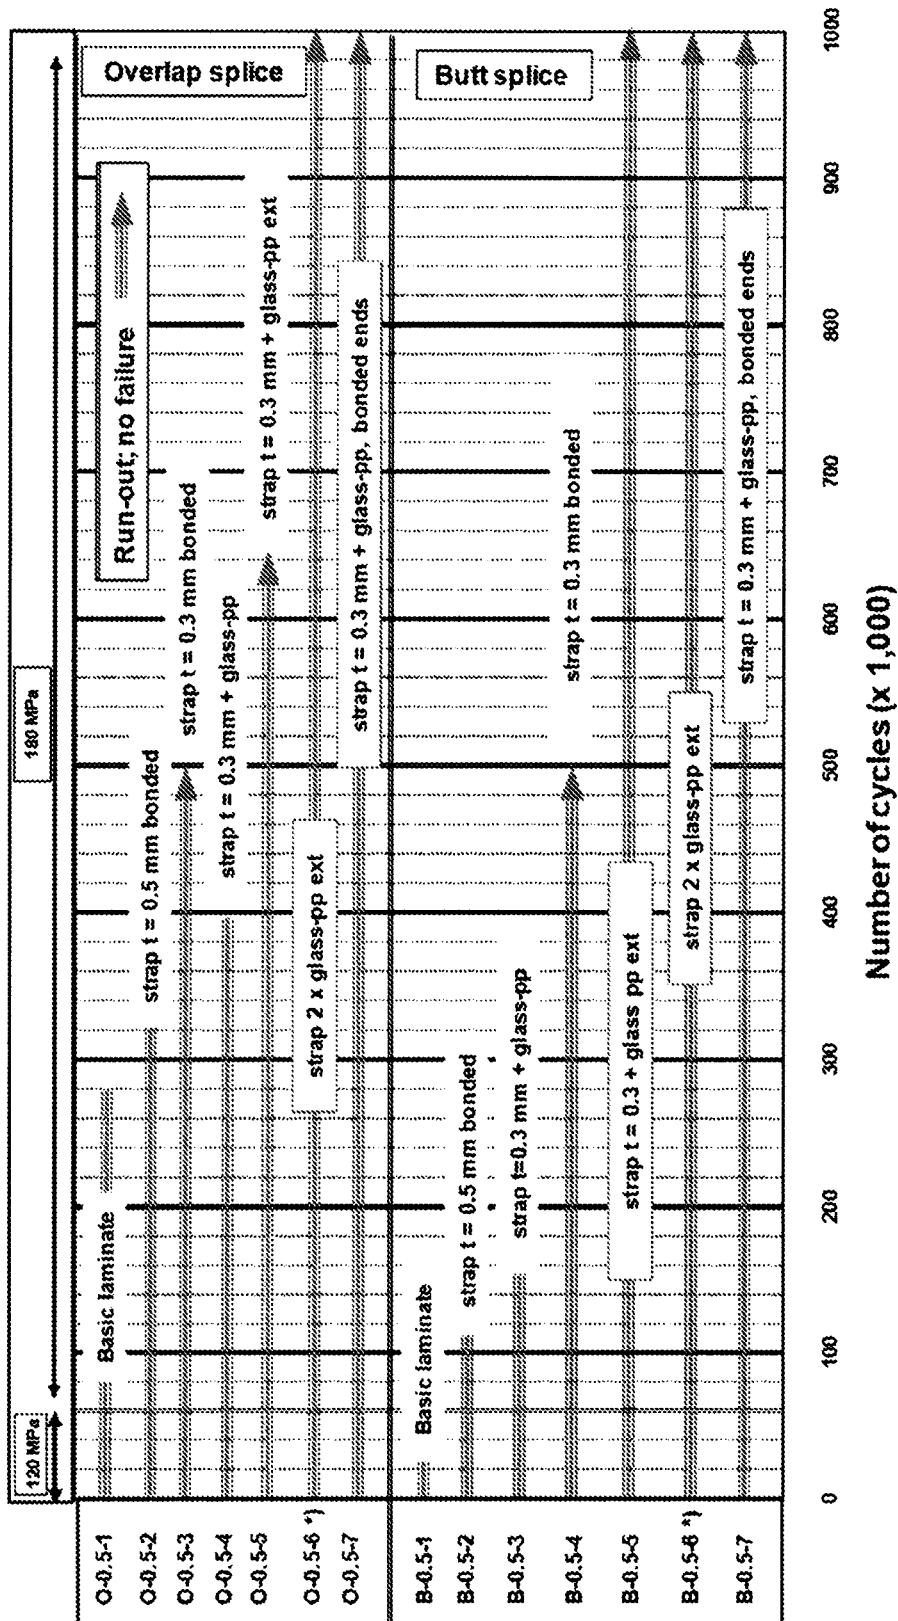 120 MPa
180 MPa
Overlap splice
Run-out; no failure
O-0.5-1
Basic laminate
O-0.5-2
strap t = 0.5 mm bonded
O-0.5-3
strap t = 0.3 mm bonded
O-0.5-4
strap t = 0.3 mm + glass-pp
O-0.5-5
strap t = 0.3 mm + glass-pp ext
O-0.5-6 *)
strap 2 x glass-pp ext
O-0.5-7
strap t = 0.3 mm + glass-pp, bonded ends
Butt splice
B-0.5-1
Basic laminate
B-0.5-2
strap t = 0.5 mm bonded
B-0.5-3
strap t=0.3 mm + glass-pp
B-0.5-4
strap t = 0.3 mm bonded
B-0.5-5
strap t = 0.3 + glass pp ext
B-0.5-6 *)
strap 2 x glass-pp ext
B-0.5-7
strap t = 0.3 mm + glass-pp, bonded ends
0 100 200 300 400 500 600 700 800 900 1000
Number of cycles (x 1,000)